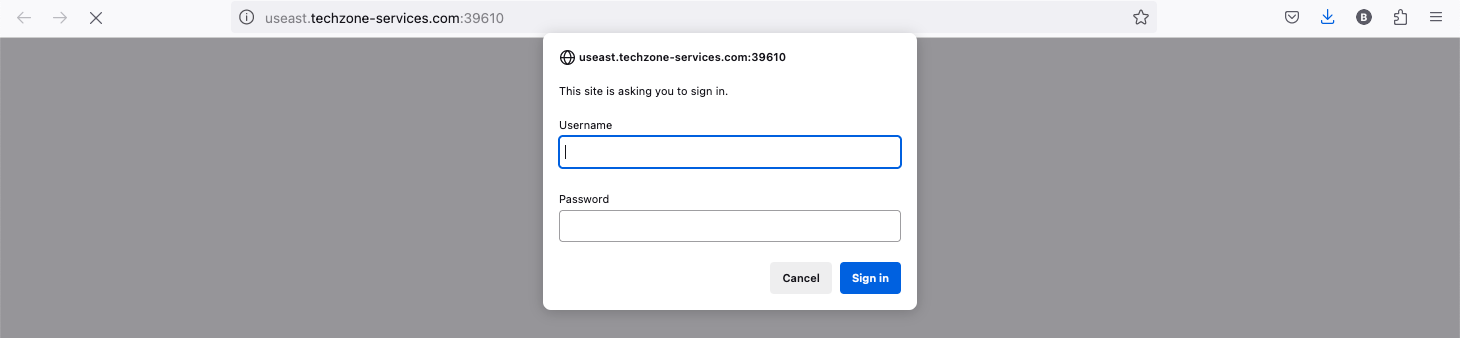 useast.techzone-services.com:39610
B
useast.techzone-services.com:39610
This site is asking you to sign in.
Username
Password
Cancel
Sign in